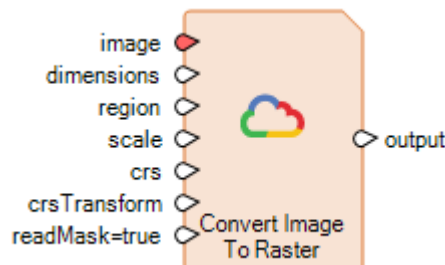 image
dimensions
region
scale
crs
crsTransform
readMask=true
output
Convert Image
To Raster